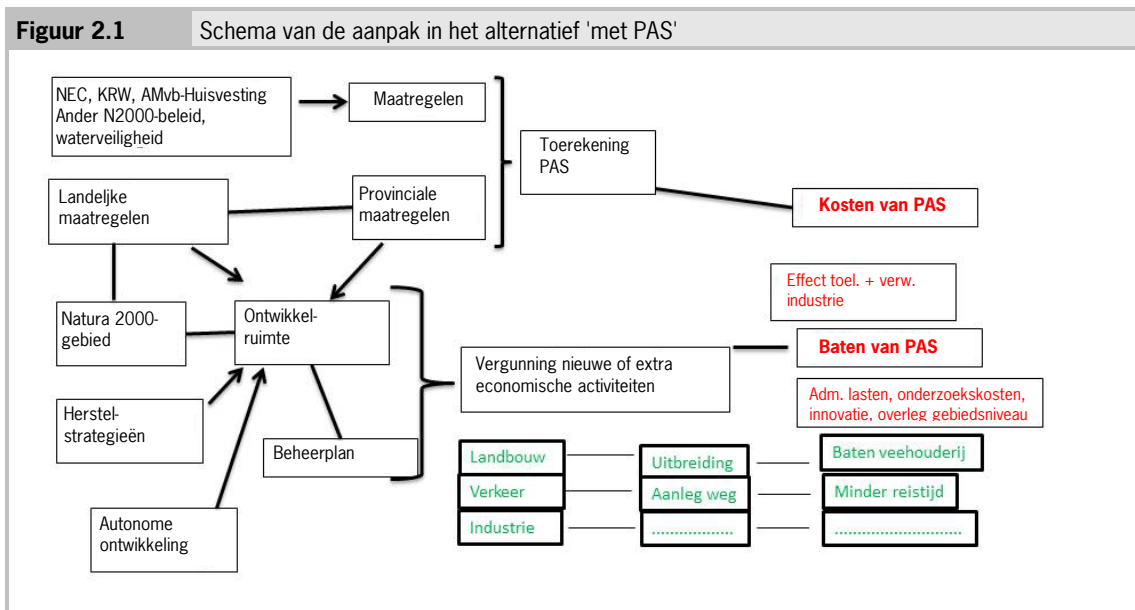 Figuur 2.1 Schema van de aanpak in het alternatief 'met PAS'
NEC, KRW, AMvb-Huisvesting
Ander N2000-beleid,
waterveiligheid
Maatregelen
Toerekening
PAS
Landelijke
maatregelen
Provinciale
maatregelen
Kosten van PAS
Effect toel. + verw.
industrie
Natura 2000-
gebied
Ontwikkel-
ruimte
Baten van PAS
Vergunning nieuwe of extra
economische activiteiten
Adm. lasten, onderzoekskosten,
innovatie, overleg gebiedsniveau
Herstel-
strategieën
Beheerplan
Landbouw
Uitbreiding
Baten veehouderij
Verkeer
Aanleg weg
Minder reistijd
Industrie
..................
............................
Autonome
ontwikkeling